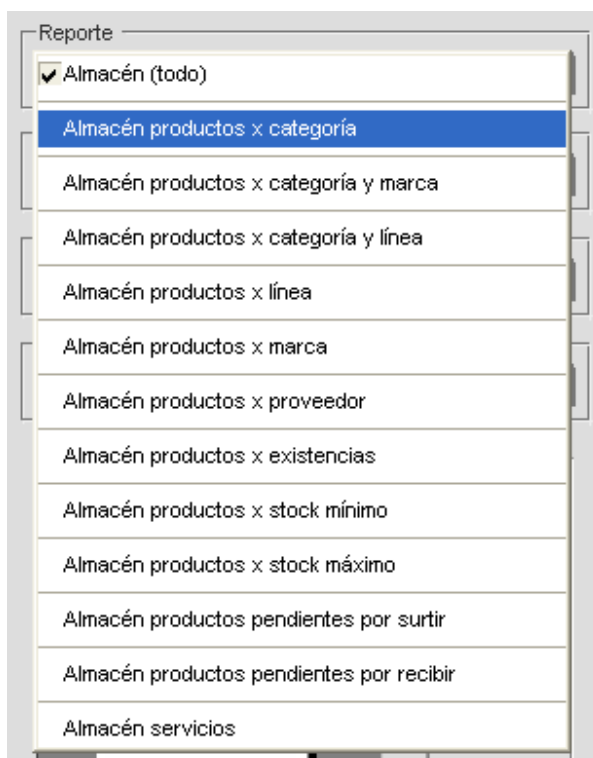 Reporte
Almacén (todo)
Almacén productos x categoría
Almacén productos x categoría y marca
Almacén productos x categoría y línea
Almacén productos x línea
Almacén productos x marca
Almacén productos x proveedor
Almacén productos x existencias
Almacén productos x stock mínimo
Almacén productos x stock máximo
Almacén productos pendientes por surtir
Almacén productos pendientes por recibir
Almacén servicios